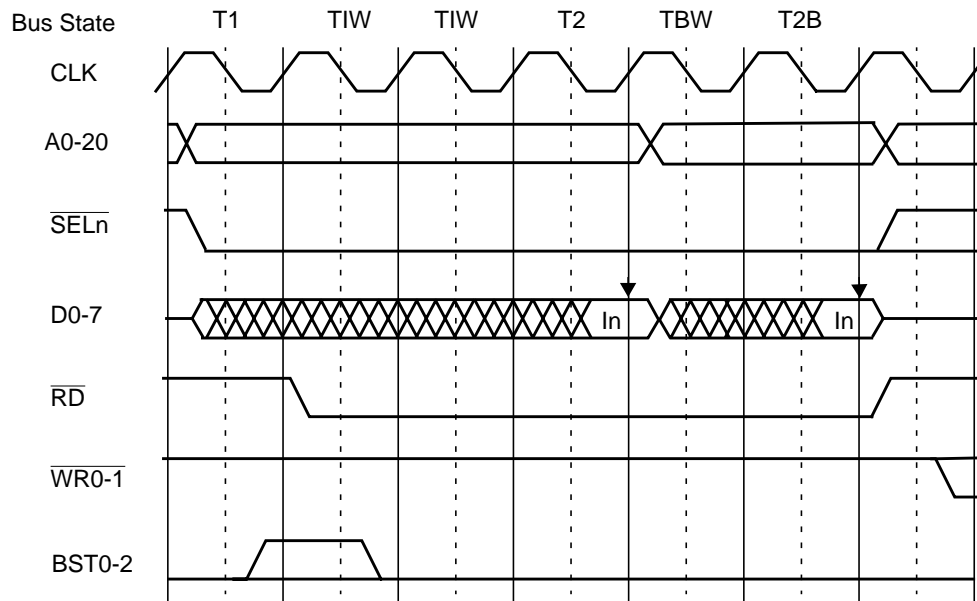 Bus State T1 TIW TIW T2 TBW T2B
CLK
A0-20
SELn
D0-7 In In
RD
WR0-1
BST0-2